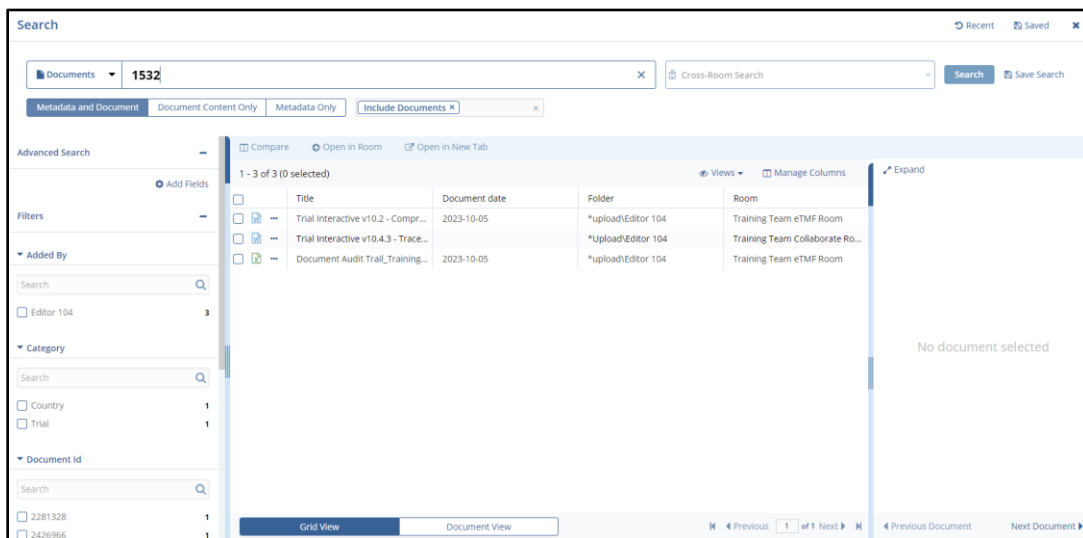 Search
Recent Saved
Documents 1532
Cross-Room Search
Search Save Search
Metadata and Document Document Content Only Metadata Only Include Documents ×
Advanced Search
Add Fields
Filters
Added By
Search
Editor 104 3
Category
Search
Country 1
Trial 1
Document Id
Search
2281328 1
2426966 1
Compare Open in Room Open in New Tab
1 - 3 of 3 (0 selected) Views Manage Columns
Title Document date Folder Room
Trial Interactive v10.2 - Compr... 2023-10-05 *upload\Editor 104 Training Team eTMF Room
Trial Interactive v10.4.3 - Trace... *Upload\Editor 104 Training Team Collaborate Ro...
Document Audit Trail_Training... 2023-10-05 *upload\Editor 104 Training Team eTMF Room
Grid View Document View Previous 1 of 1 Next
Expand
No document selected
Previous Document Next Document